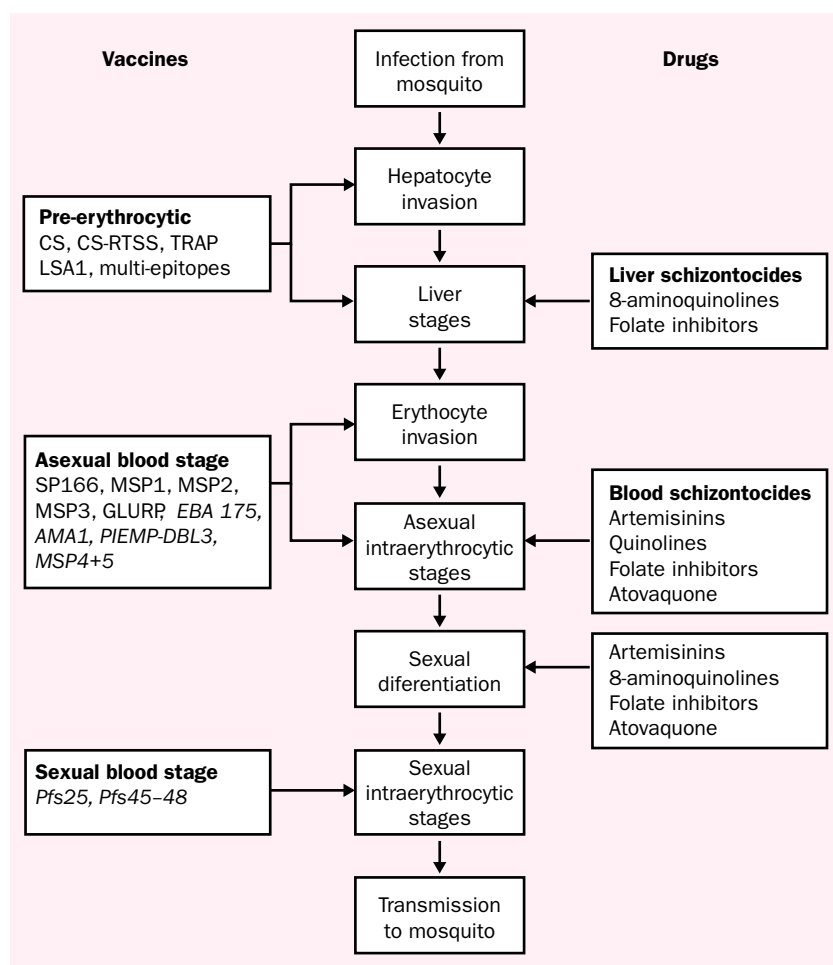 Vaccines
Drugs
Infection from
mosquito
Hepatocyte
invasion
Pre-erythrocytic
CS, CS-RTSS, TRAP
LSA1, multi-epitopes
Liver
stages
Liver schizontocides
8-aminoquinolines
Folate inhibitors
Erythocyte
invasion
Asexual blood stage
SP166, MSP1, MSP2,
MSP3, GLURP, EBA 175,
AMA1, PIEMP-DBL3,
MSP4+5
Asexual
intraerythrocytic
stages
Blood schizontocides
Artemisinins
Quinolines
Folate inhibitors
Atovaquone
Sexual
diferentiation
Artemisinins
8-aminoquinolines
Folate inhibitors
Atovaquone
Sexual blood stage
Pfs25, Pfs45–48
Sexual
intraerythrocytic
stages
Transmission
to mosquito